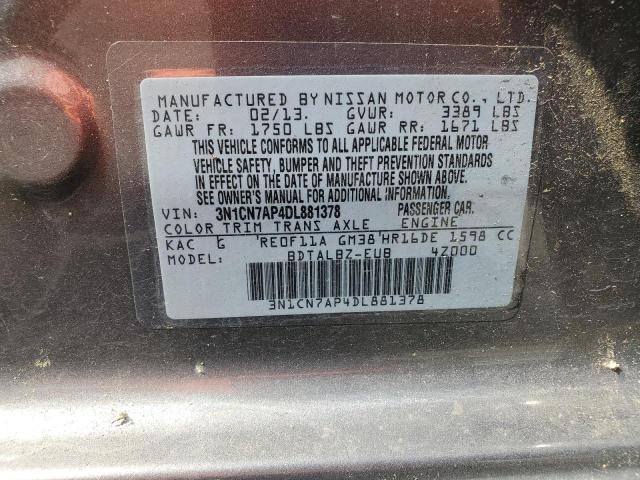 MANUFACTURED BY NISSAN MOTOR CO., LTD.
DATE: 02/13. GVWR: 3389 LBS
GAWR FR: 1750 LBS GAWR RR: 1671 LBS
THIS VEHICLE CONFORMS TO ALL APPLICABLE FEDERAL MOTOR
VEHICLE SAFETY, BUMPER AND THEFT PREVENTION STANDARDS
IN EFFECT ON THE DATE OF MANUFACTURE SHOWN ABOVE.
SEE OWNER'S MANUAL FOR ADDITIONAL INFORMATION.
VIN: 3N1CN7AP4DL881378 PASSENGER CAR.
COLOR TRIM TRANS AXLE ENGINE
KAC G RE0F11A GM38 HR16DE 1598 CC
MODEL: BDTALBZ-EUB 4Z000
3N1CN7AP4DL881378